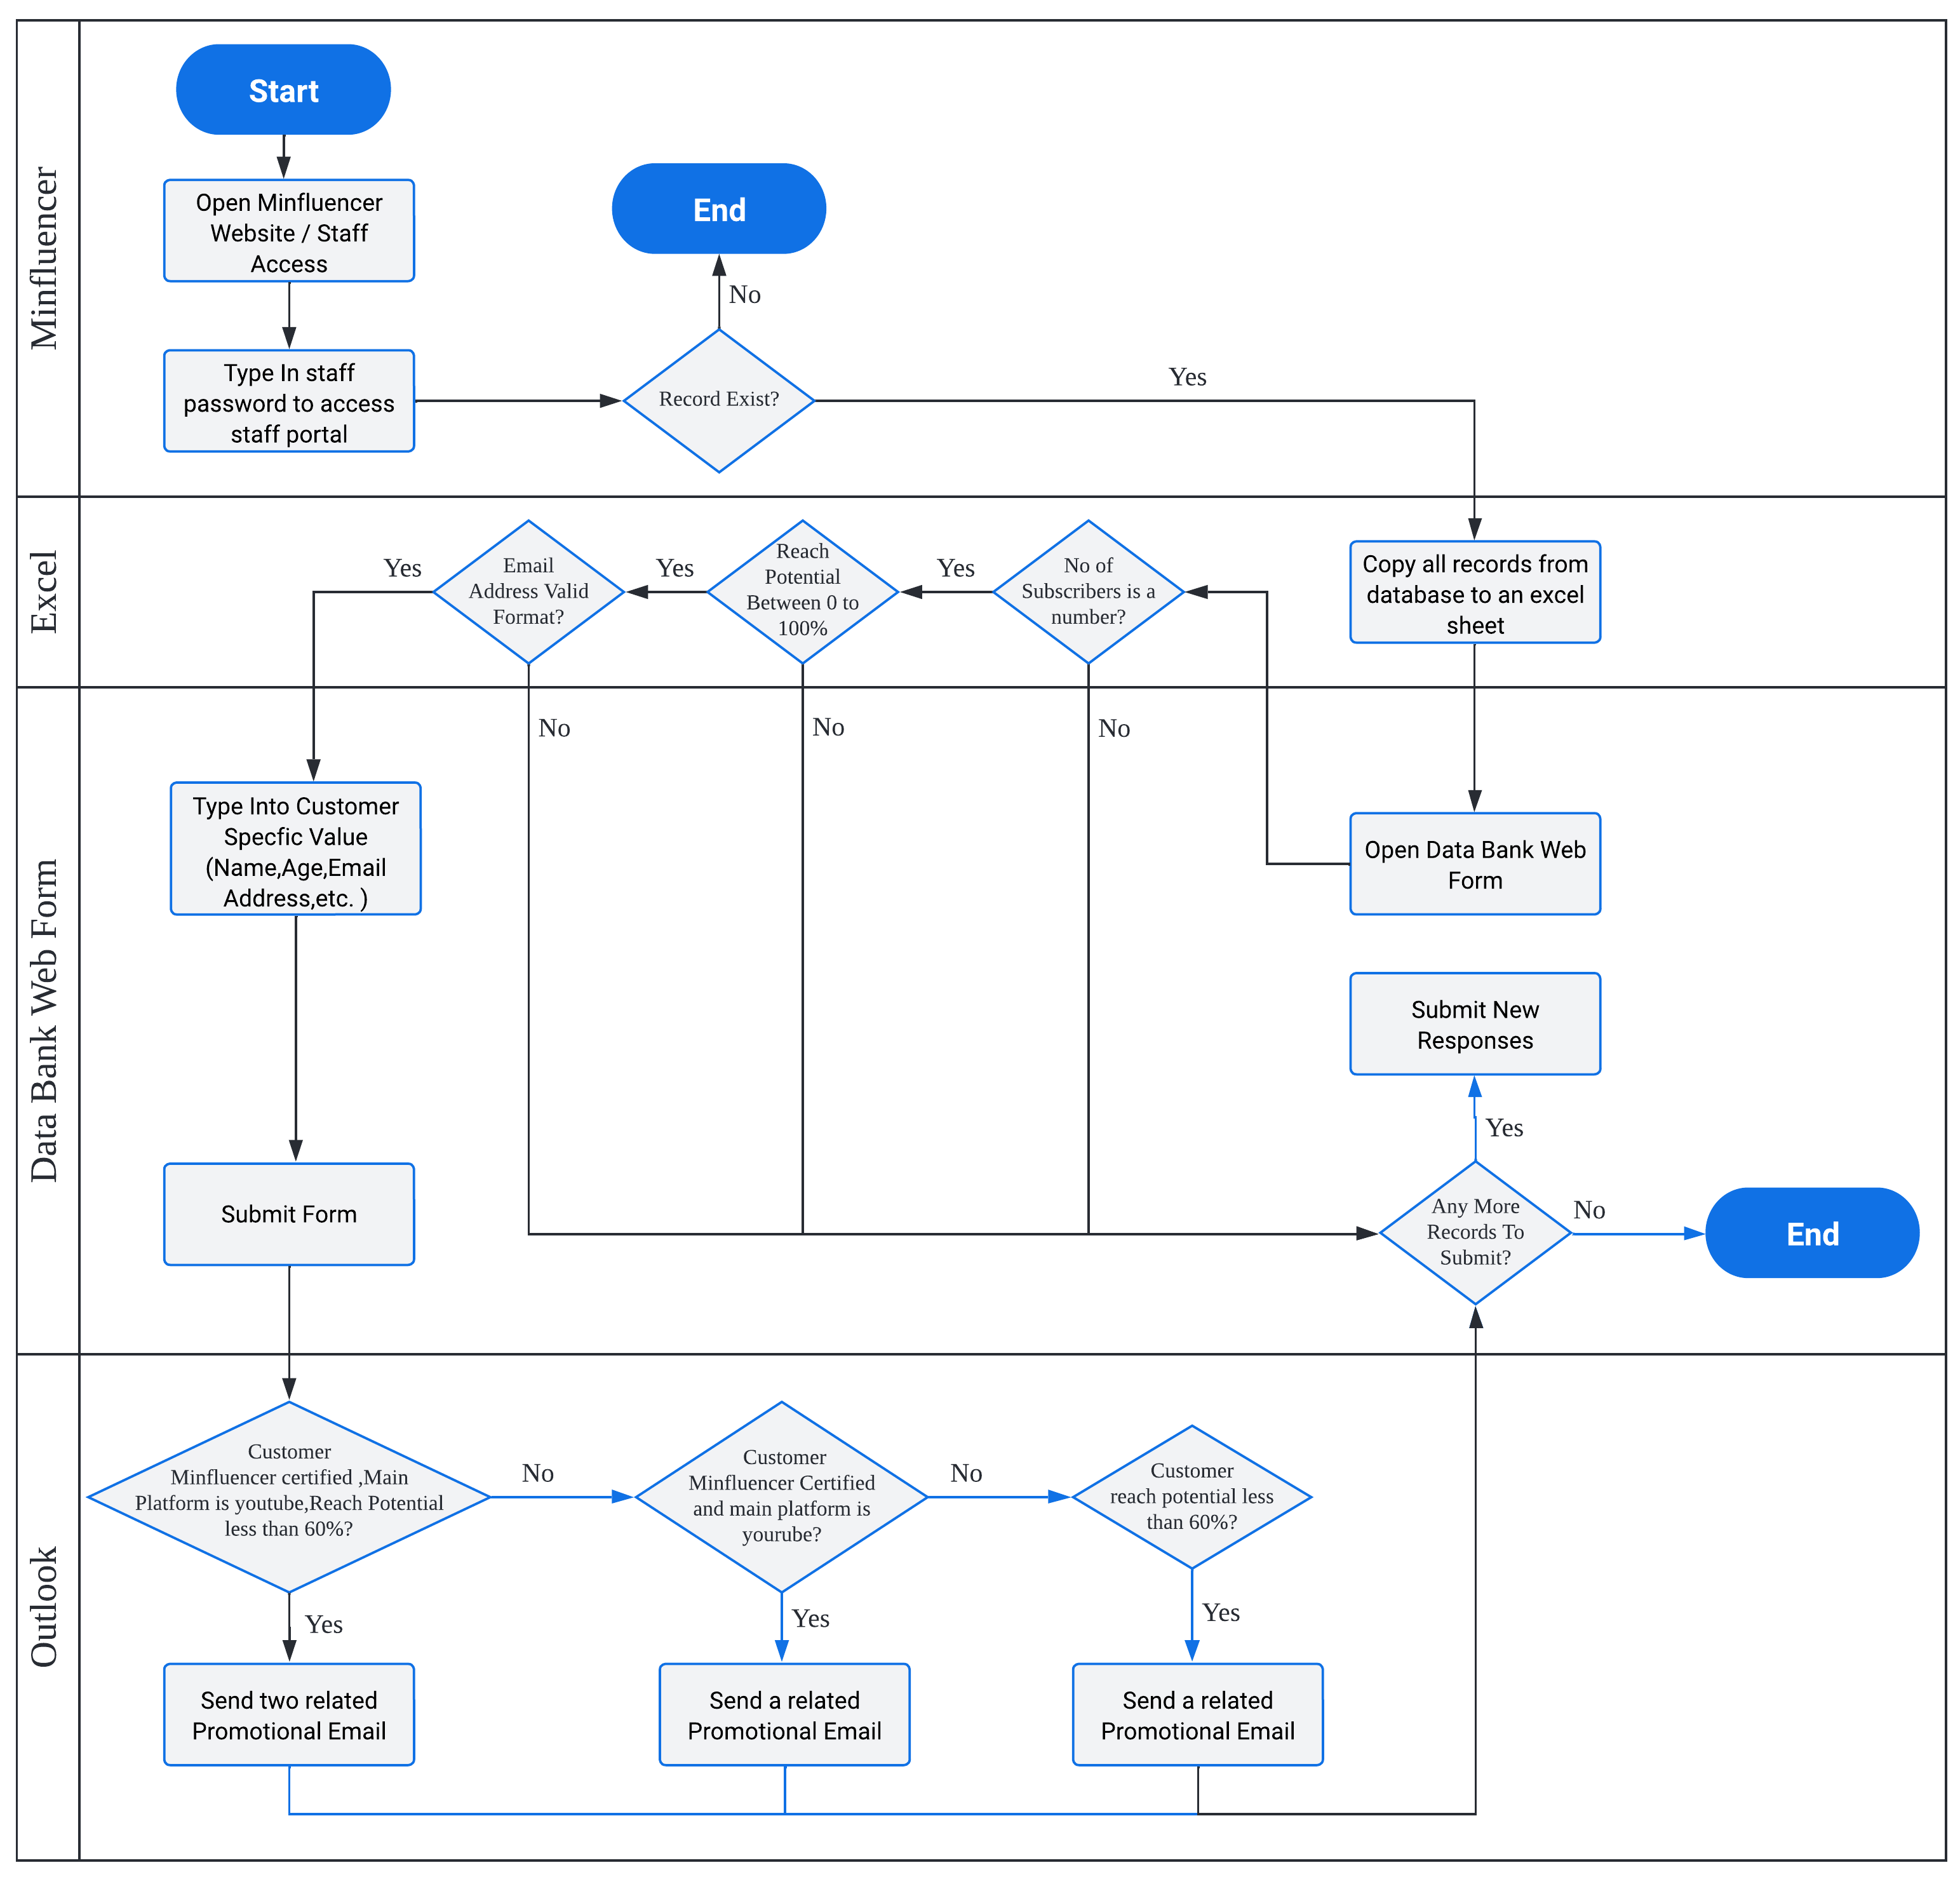 Minfluencer
Start
Open Minfluencer
Website / Staff
Access
Type In staff
password to access
staff portal
End
No
Record Exist?
Yes
Excel
Yes
Email
Address Valid
Format?
Yes
Reach
Potential
Between 0 to
100%
Yes
No of
Subscribers is a
number?
Copy all records from
database to an excel
sheet
Data Bank Web Form
No
No
No
Type Into Customer
Specfic Value
(Name,Age,Email
Address,etc. )
Open Data Bank Web
Form
Submit New
Responses
Yes
Submit Form
Any More
Records To
Submit?
No
End
Outlook
Customer
Minfluencer certified ,Main
Platform is youtube,Reach Potential
less than 60%?
No
Customer
Minfluencer Certified
and main platform is
yourube?
No
Customer
reach potential less
than 60%?
Yes
Yes
Yes
Send two related
Promotional Email
Send a related
Promotional Email
Send a related
Promotional Email